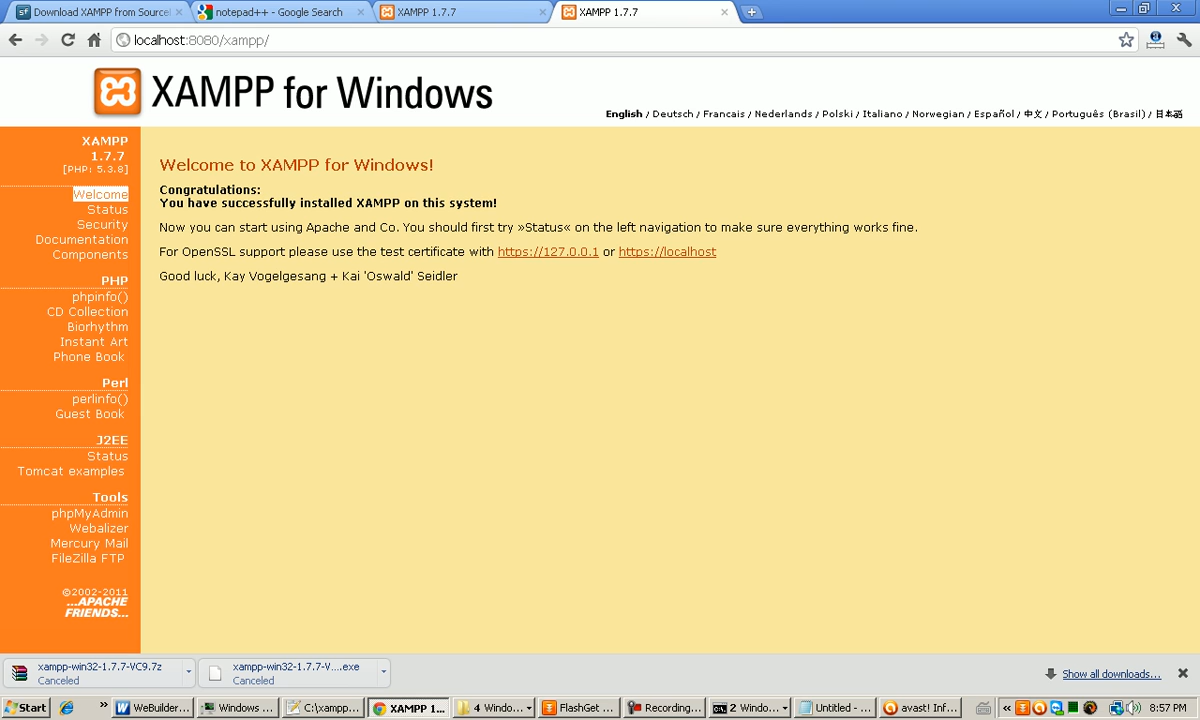 Download XAMPP from Sourcel
notepad++ - Google Search
XAMPP 1.7.7
XAMPP 1.7.7
localhost:8080/xampp/
XAMPP for Windows
English / Deutsch / Francais / Nederlands / Polski / Italiano / Norwegian / Español / 中文 / Português (Brasil) / 日本語
XAMPP
1.7.7
[PHP: 5.3.8]
Welcome
Status
Security
Documentation
Components
PHP
phpinfo()
CD Collection
Biorhythm
Instant Art
Phone Book
Perl
perlinfo()
Guest Book
J2EE
Status
Tomcat examples
Tools
phpMyAdmin
Webalizer
Mercury Mail
FileZilla FTP
©2002-2011
...APACHE
FRIENDS...
Welcome to XAMPP for Windows!
Congratulations:
You have successfully installed XAMPP on this system!
Now you can start using Apache and Co. You should first try »Status« on the left navigation to make sure everything works fine.
For OpenSSL support please use the test certificate with https://127.0.0.1 or https://localhost
Good luck, Kay Vogelgesang + Kai 'Oswald' Seidler
xampp-win32-1.7.7-VC9.7z
Canceled
xampp-win32-1.7.7-V....exe
Canceled
Show all downloads...
Start
WeBuilder...
Windows ...
C:\xampp...
XAMPP 1...
4 Windo...
FlashGet ...
Recording...
2 Window...
Untitled - ...
avast! Inf...
8:57 PM